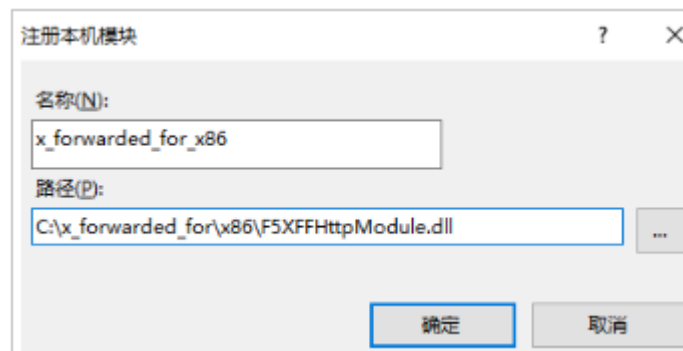 注册本机模块 ?
名称(N):
x_forwarded_for_x86
路径(P):
C:\x_forwarded_for\x86\F5XFFHttpModule.dll ...
确定 取消